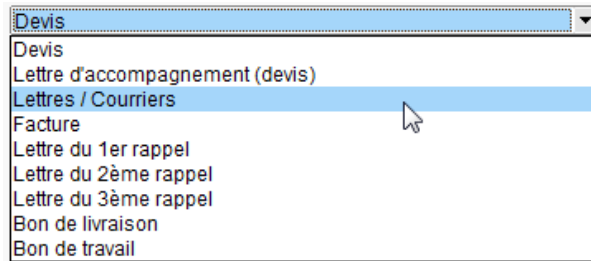 Devis
Devis
Lettre d'accompagnement (devis)
Lettres / Courriers
Facture
Lettre du 1er rappel
Lettre du 2ème rappel
Lettre du 3ème rappel
Bon de livraison
Bon de travail